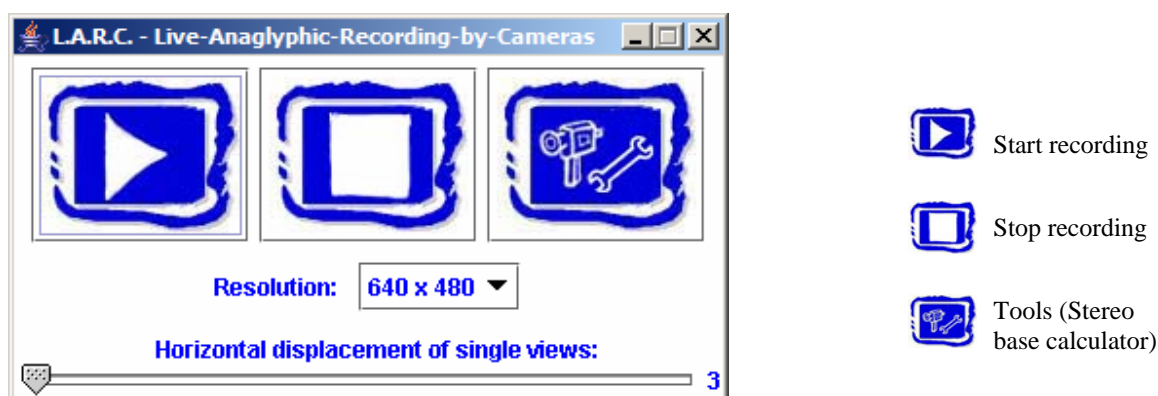 L.A.R.C. - Live-Anaglyphic-Recording-by-Cameras
Resolution: 640 x 480
Horizontal displacement of single views:
3
Start recording
Stop recording
Tools (Stereo
base calculator)